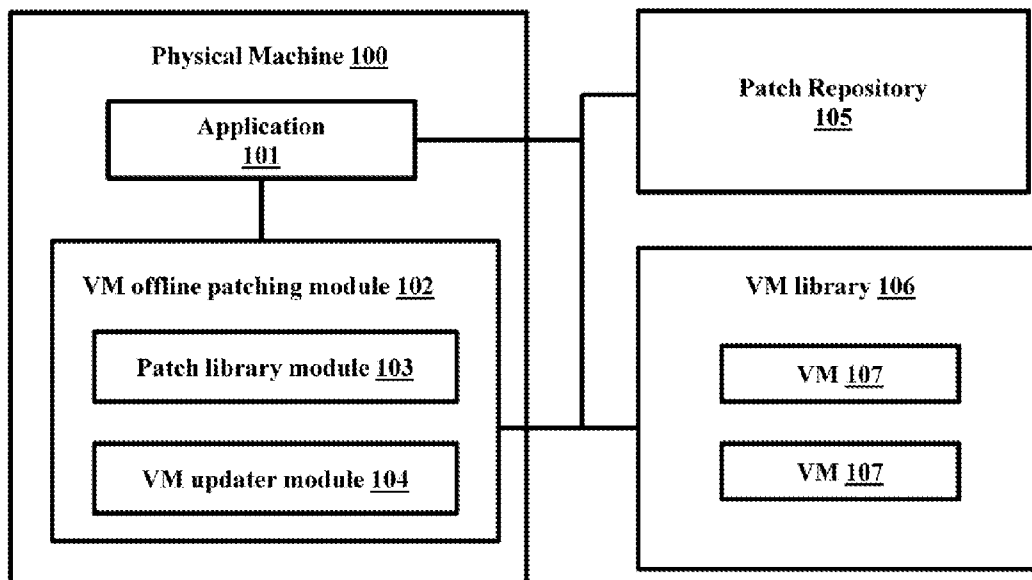 Physical Machine 100
Application
101
VM offline patching module 102
Patch library module 103
VM updater module 104
Patch Repository
105
VM library 106
VM 107
VM 107